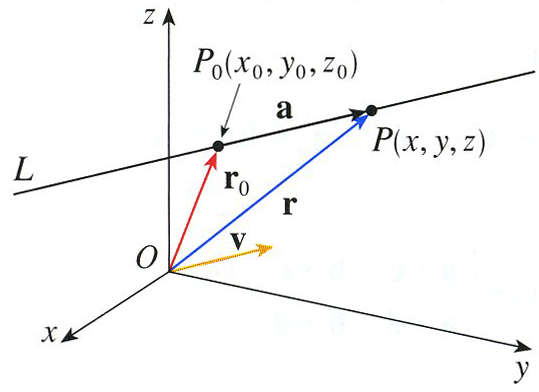 z
P₀(x₀, y₀, z₀)
a
P(x, y, z)
L
r₀
r
v
O
x
y